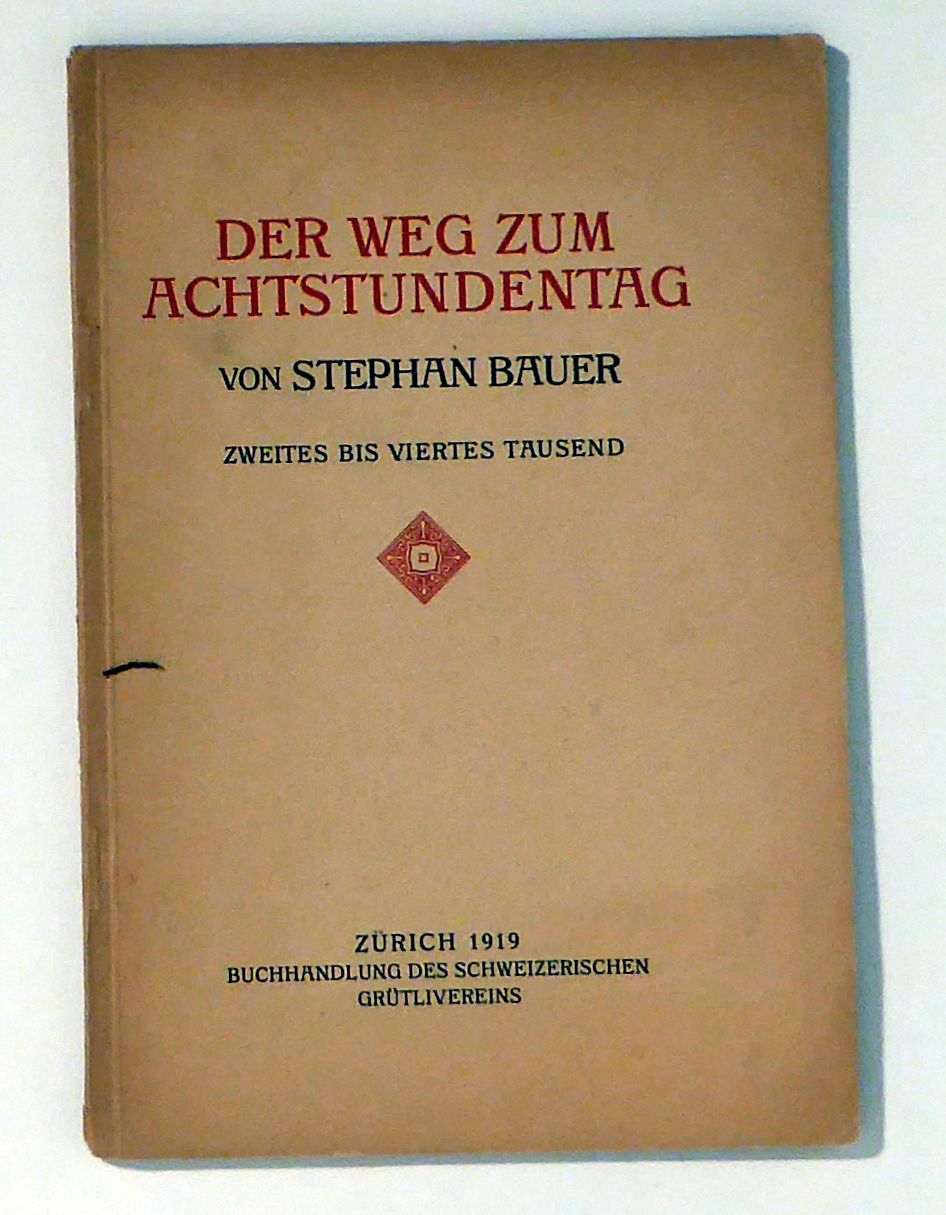 DER WEG ZUM
ACHTSTUNDENTAG
VON STEPHAN BAUER
ZWEITES BIS VIERTES TAUSEND
ZÜRICH 1919
BUCHHANDLUNG DES SCHWEIZERISCHEN
GRÜTLIVEREINS